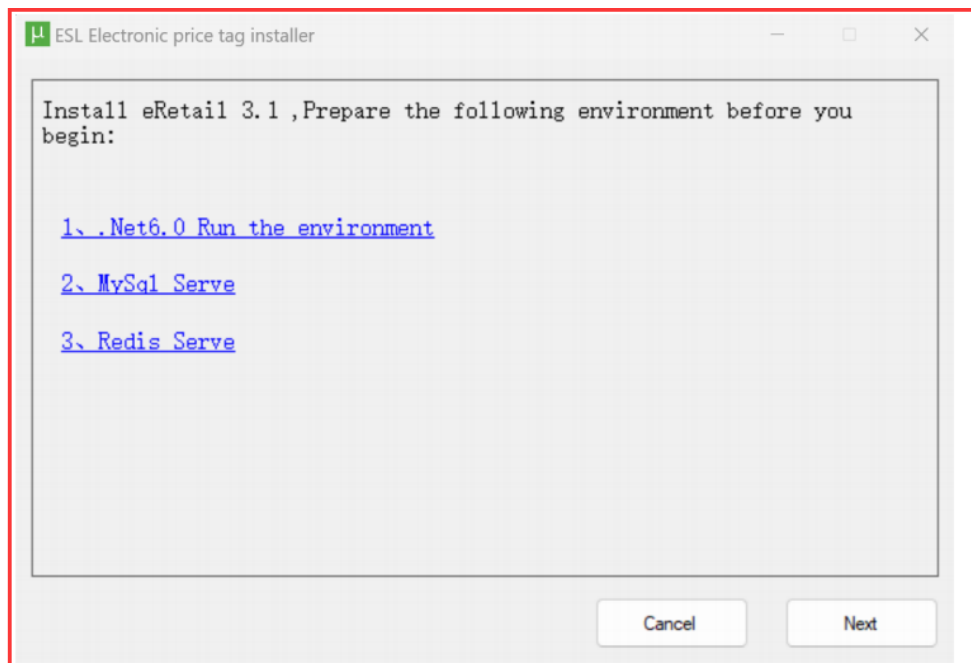 μ ESL Electronic price tag installer
Install eRetail 3.1 ,Prepare the following environment before you
begin:
1、.Net6.0 Run the environment
2、MySql Serve
3、Redis Serve
Cancel Next